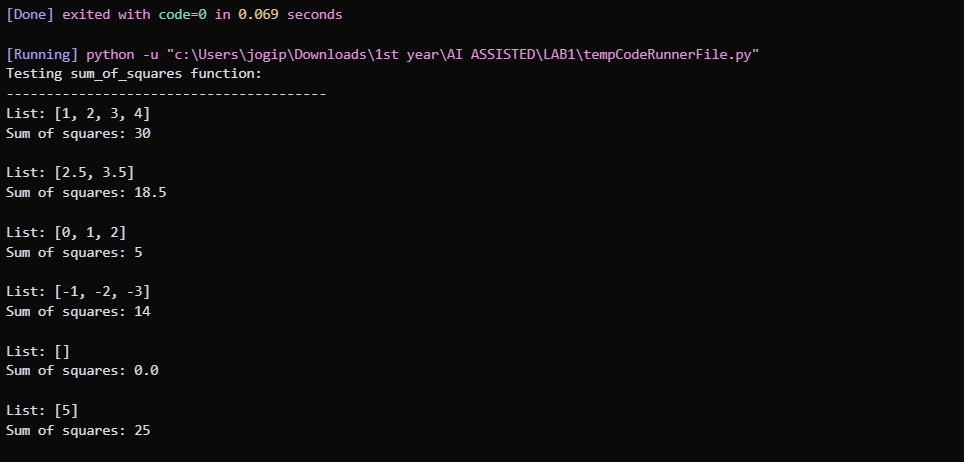 [Done] exited with code=0 in 0.069 seconds
[Running] python -u "c:\Users\jogip\Downloads\1st year\AI ASSISTED\LAB1\tempCodeRunnerFile.py"
Testing sum_of_squares function:
----------------------------------------
List: [1, 2, 3, 4]
Sum of squares: 30
List: [2.5, 3.5]
Sum of squares: 18.5
List: [0, 1, 2]
Sum of squares: 5
List: [-1, -2, -3]
Sum of squares: 14
List: []
Sum of squares: 0.0
List: [5]
Sum of squares: 25